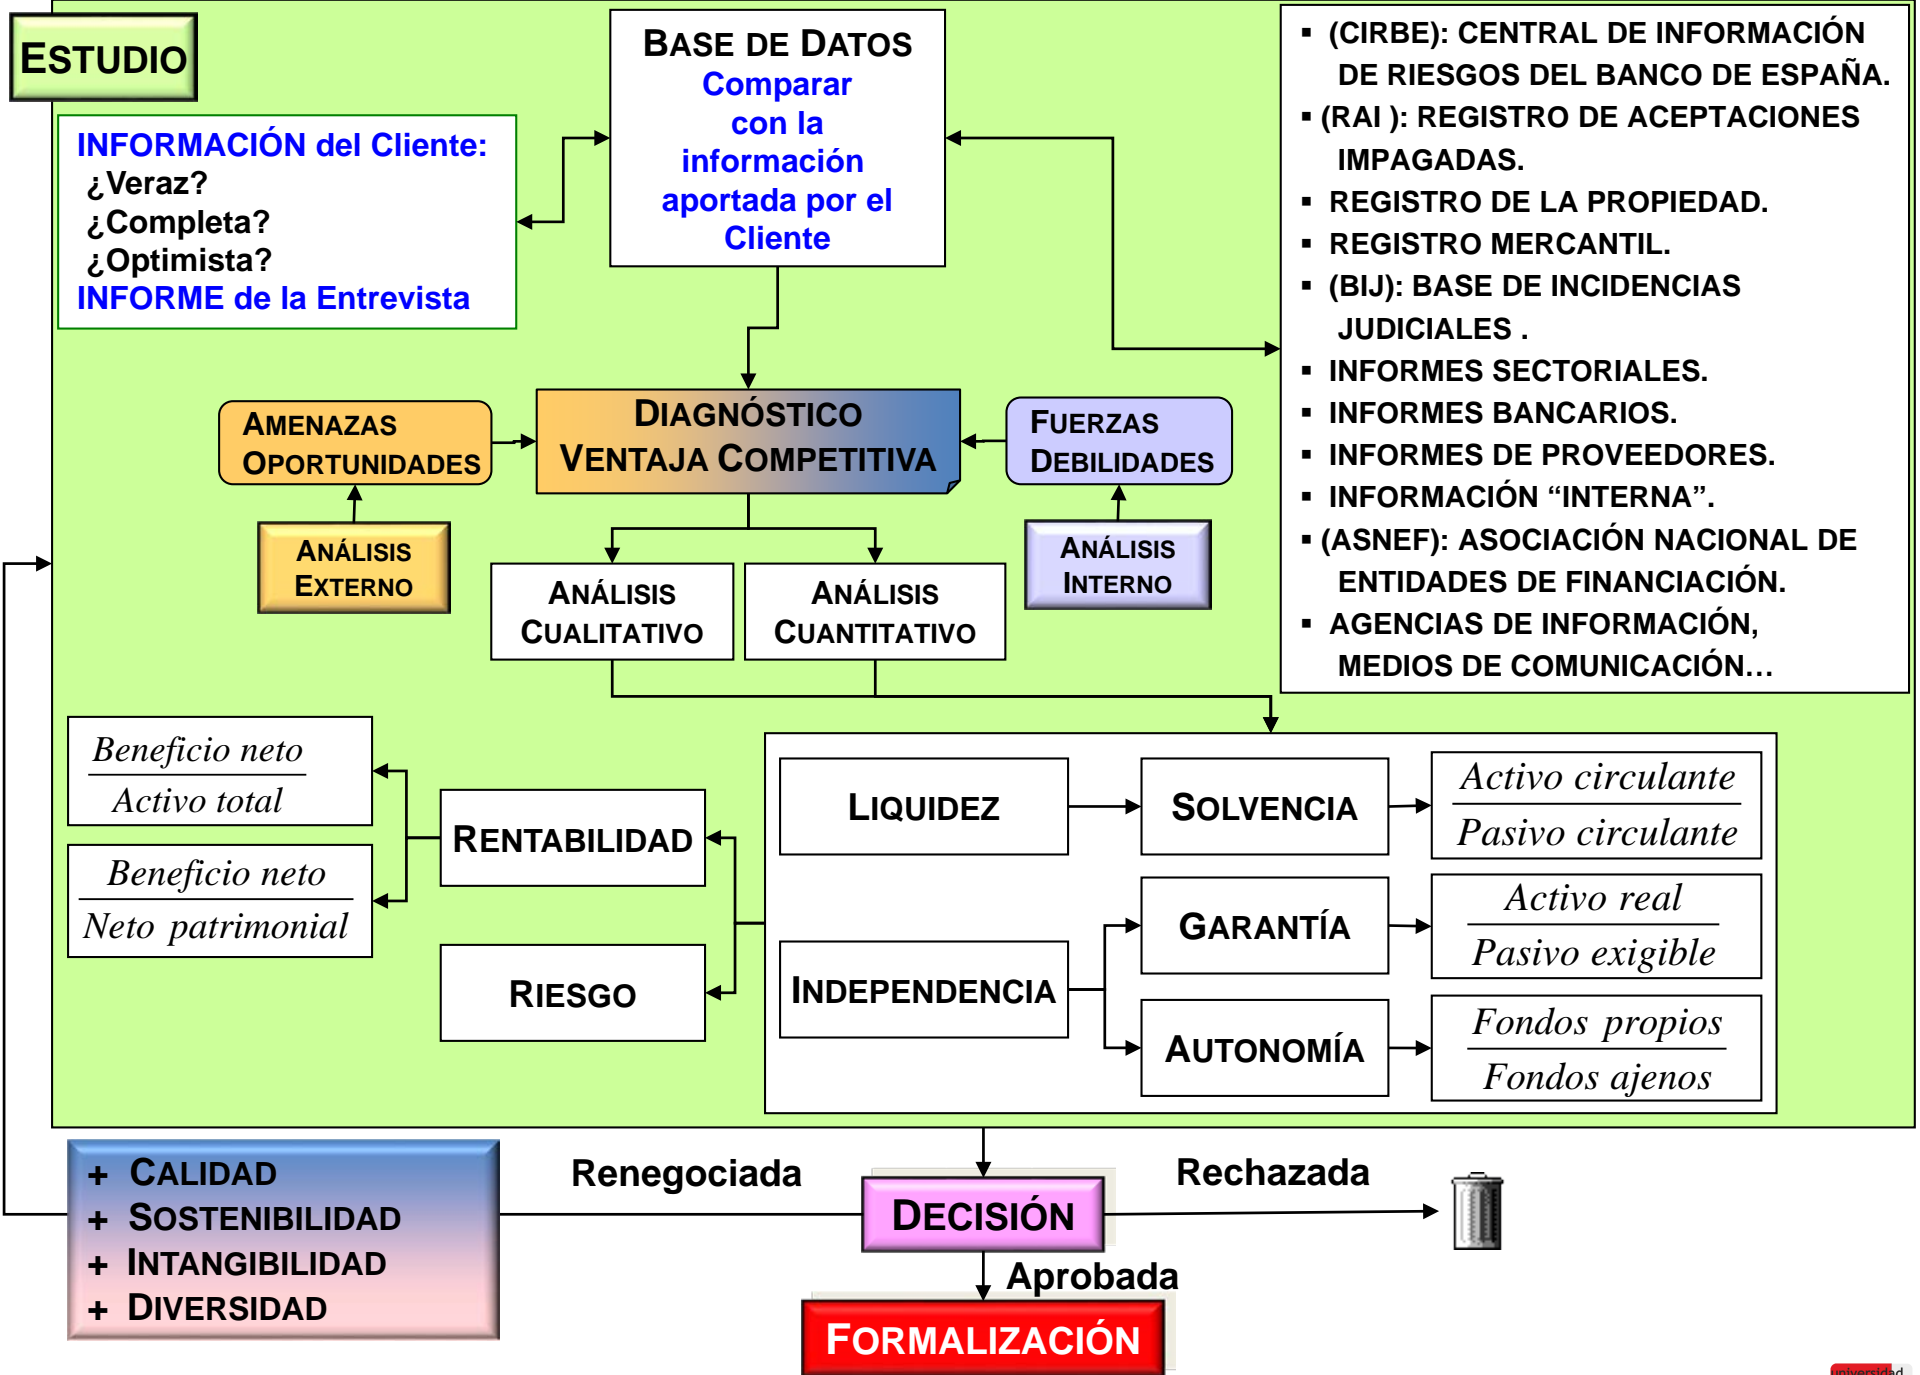 ESTUDIO
BASE DE DATOS
Comparar
con la
información
aportada por el
Cliente
INFORMACIÓN del Cliente:
¿Veraz?
¿Completa?
¿Optimista?
INFORME de la Entrevista
▪ (CIRBE): CENTRAL DE INFORMACIÓN
DE RIESGOS DEL BANCO DE ESPAÑA.
▪ (RAI ): REGISTRO DE ACEPTACIONES
IMPAGADAS.
▪ REGISTRO DE LA PROPIEDAD.
▪ REGISTRO MERCANTIL.
▪ (BIJ): BASE DE INCIDENCIAS
JUDICIALES .
▪ INFORMES SECTORIALES.
▪ INFORMES BANCARIOS.
▪ INFORMES DE PROVEEDORES.
▪ INFORMACIÓN “INTERNA”.
▪ (ASNEF): ASOCIACIÓN NACIONAL DE
ENTIDADES DE FINANCIACIÓN.
▪ AGENCIAS DE INFORMACIÓN,
MEDIOS DE COMUNICACIÓN…
AMENAZAS
OPORTUNIDADES
DIAGNÓSTICO
VENTAJA COMPETITIVA
FUERZAS
DEBILIDADES
ANÁLISIS
EXTERNO
ANÁLISIS
CUALITATIVO
ANÁLISIS
CUANTITATIVO
ANÁLISIS
INTERNO
Beneficio neto
Activo total
Beneficio neto
Neto patrimonial
RENTABILIDAD
RIESGO
LIQUIDEZ
SOLVENCIA
Activo circulante
Pasivo circulante
INDEPENDENCIA
GARANTÍA
Activo real
Pasivo exigible
AUTONOMÍA
Fondos propios
Fondos ajenos
+ CALIDAD
+ SOSTENIBILIDAD
+ INTANGIBILIDAD
+ DIVERSIDAD
Renegociada
DECISIÓN
Rechazada
Aprobada
FORMALIZACIÓN
universidad